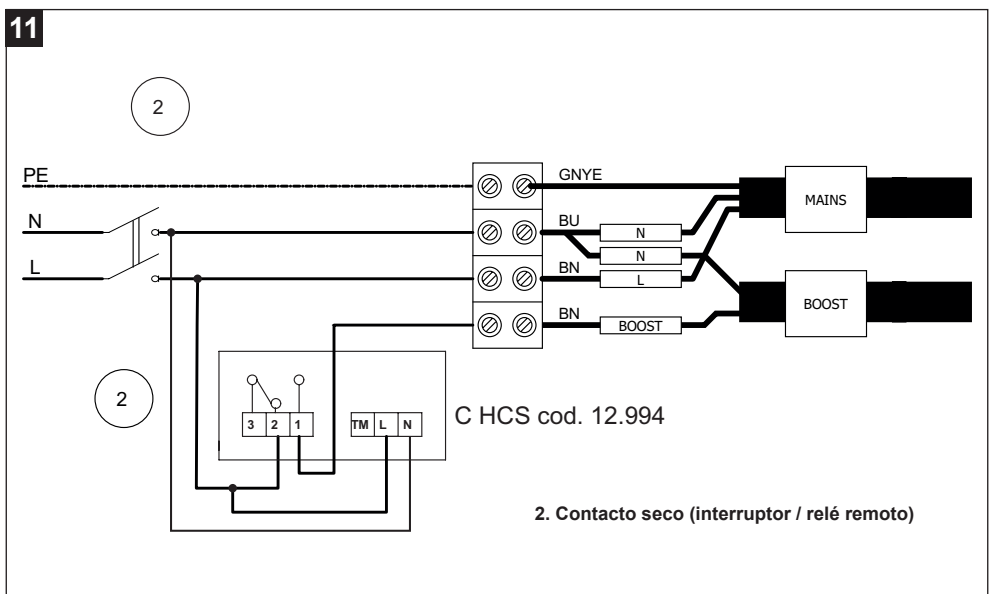 11
2
PE
GNYE
MAINS
N
BU
N
N
L
BN
L
BOOST
BN
BOOST
2
3 2 1
TM L N
C HCS cod. 12.994
2. Contacto seco (interruptor / relé remoto)